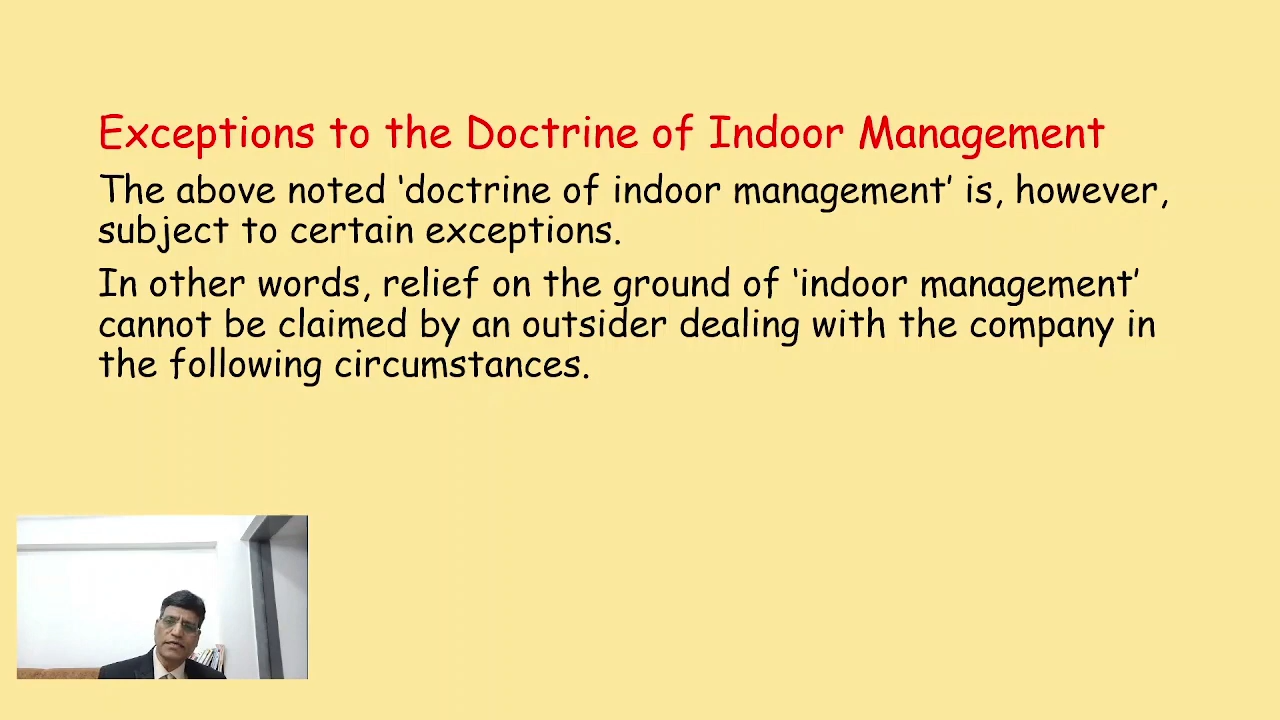 Exceptions to the Doctrine of Indoor Management
The above noted ‘doctrine of indoor management’ is, however,
subject to certain exceptions.
In other words, relief on the ground of ‘indoor management’
cannot be claimed by an outsider dealing with the company in
the following circumstances.